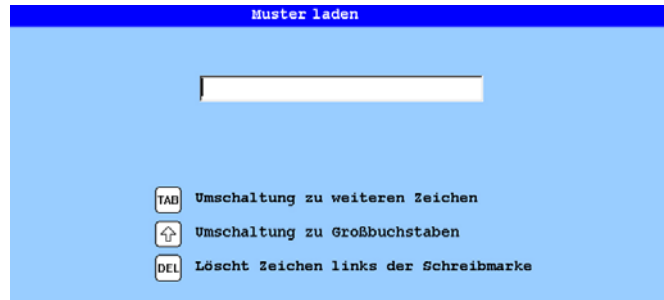 Muster laden
TAB Umschaltung zu weiteren Zeichen
Umschaltung zu Großbuchstaben
DEL Löscht Zeichen links der Schreibmarke